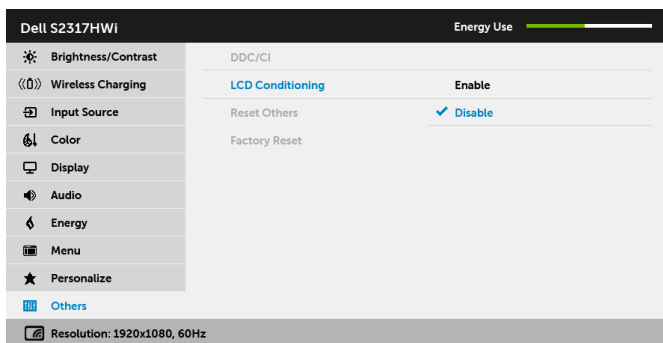 Dell S2317HWi
Energy Use
Brightness/Contrast
Wireless Charging
Input Source
Color
Display
Audio
Energy
Menu
Personalize
Others
DDC/CI
LCD Conditioning
Enable
Reset Others
Disable
Factory Reset
Resolution: 1920x1080, 60Hz